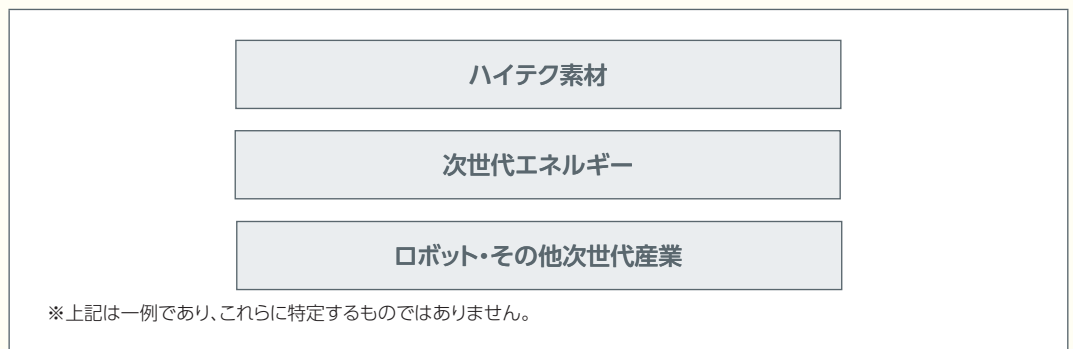 ハイテク素材
次世代エネルギー
ロボット・その他次世代産業
※上記は一例であり、これらに特定するものではありません。